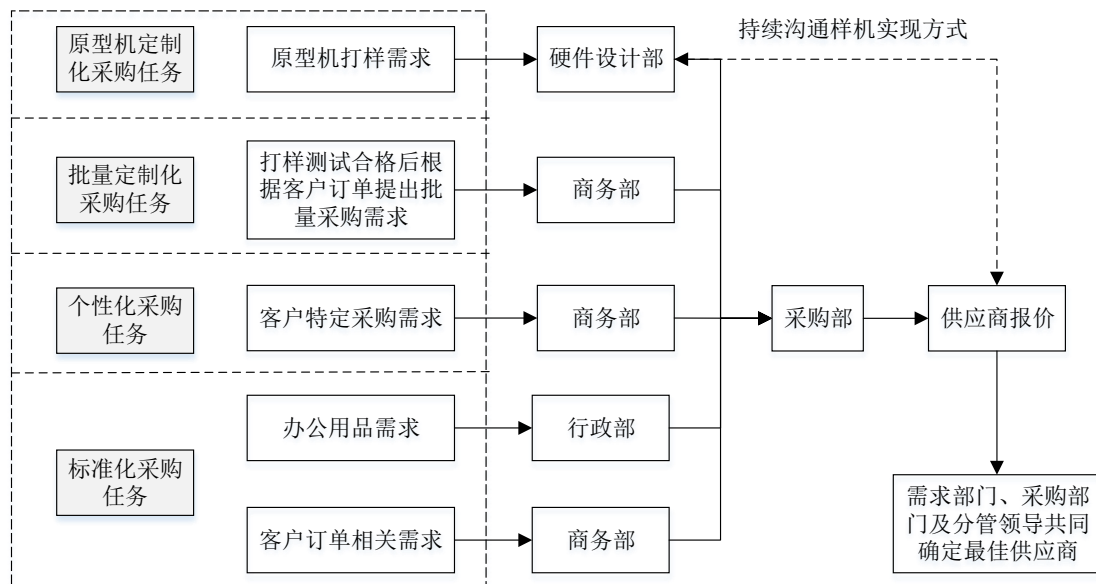 持续沟通样机实现方式
原型机定制
化采购任务
原型机打样需求
硬件设计部
批量定制化
采购任务
打样测试合格后根
据客户订单提出批
量采购需求
商务部
个性化采购
任务
客户特定采购需求
商务部
采购部
供应商报价
标准化采购
任务
办公用品需求
行政部
客户订单相关需求
商务部
需求部门、采购部
门及分管领导共同
确定最佳供应商